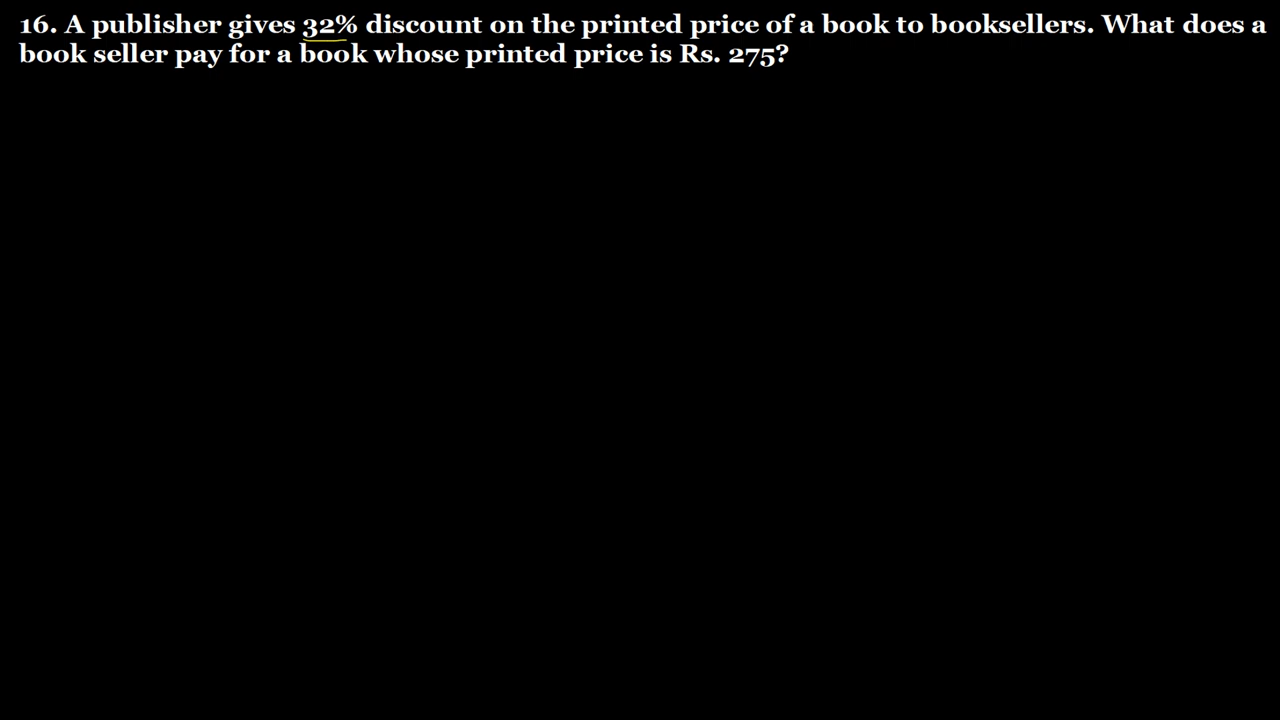 16. A publisher gives 32% discount on the printed price of a book to booksellers. What does a
book seller pay for a book whose printed price is Rs. 275?